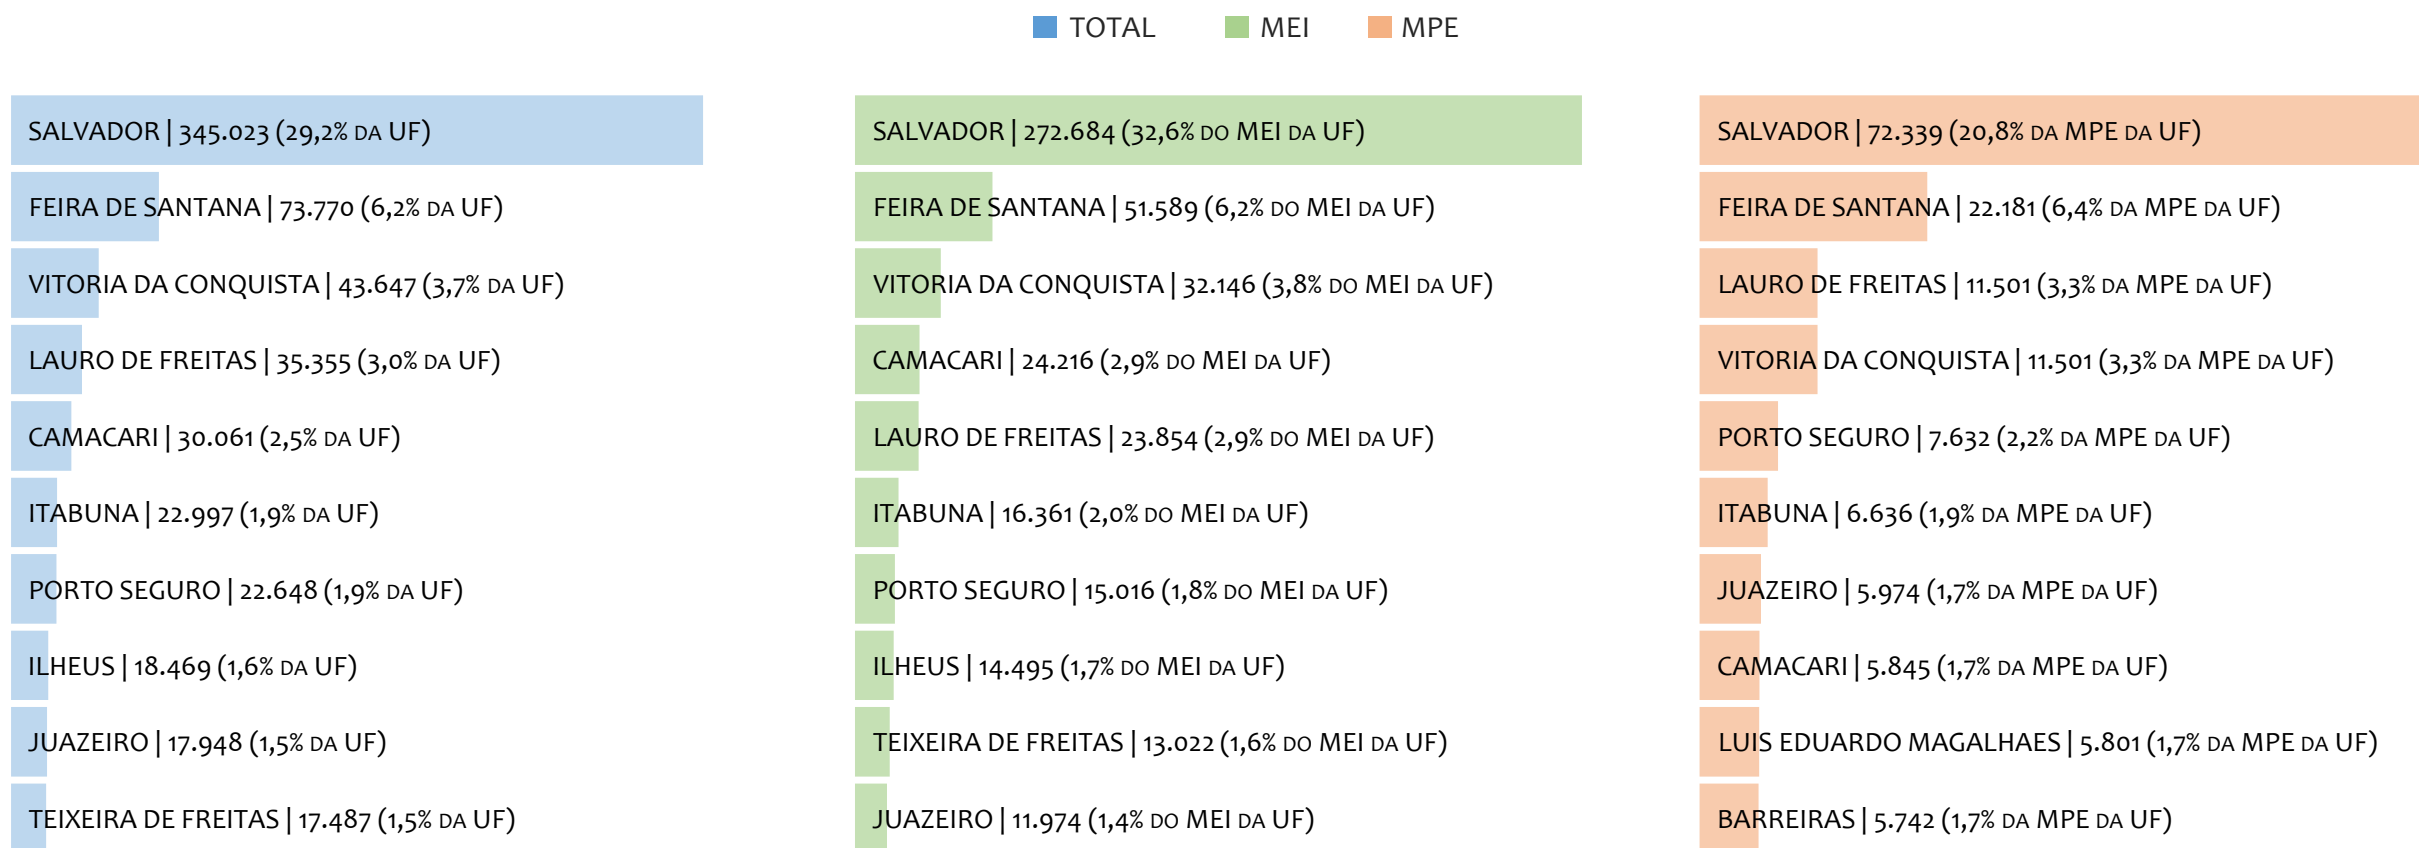 TOTAL MEI MPE
SALVADOR | 345.023 (29,2% DA UF)
FEIRA DE SANTANA | 73.770 (6,2% DA UF)
VITORIA DA CONQUISTA | 43.647 (3,7% DA UF)
LAURO DE FREITAS | 35.355 (3,0% DA UF)
CAMACARI | 30.061 (2,5% DA UF)
ITABUNA | 22.997 (1,9% DA UF)
PORTO SEGURO | 22.648 (1,9% DA UF)
ILHEUS | 18.469 (1,6% DA UF)
JUAZEIRO | 17.948 (1,5% DA UF)
TEIXEIRA DE FREITAS | 17.487 (1,5% DA UF)
SALVADOR | 272.684 (32,6% DO MEI DA UF)
FEIRA DE SANTANA | 51.589 (6,2% DO MEI DA UF)
VITORIA DA CONQUISTA | 32.146 (3,8% DO MEI DA UF)
CAMACARI | 24.216 (2,9% DO MEI DA UF)
LAURO DE FREITAS | 23.854 (2,9% DO MEI DA UF)
ITABUNA | 16.361 (2,0% DO MEI DA UF)
PORTO SEGURO | 15.016 (1,8% DO MEI DA UF)
ILHEUS | 14.495 (1,7% DO MEI DA UF)
TEIXEIRA DE FREITAS | 13.022 (1,6% DO MEI DA UF)
JUAZEIRO | 11.974 (1,4% DO MEI DA UF)
SALVADOR | 72.339 (20,8% DA MPE DA UF)
FEIRA DE SANTANA | 22.181 (6,4% DA MPE DA UF)
LAURO DE FREITAS | 11.501 (3,3% DA MPE DA UF)
VITORIA DA CONQUISTA | 11.501 (3,3% DA MPE DA UF)
PORTO SEGURO | 7.632 (2,2% DA MPE DA UF)
ITABUNA | 6.636 (1,9% DA MPE DA UF)
JUAZEIRO | 5.974 (1,7% DA MPE DA UF)
CAMACARI | 5.845 (1,7% DA MPE DA UF)
LUIS EDUARDO MAGALHAES | 5.801 (1,7% DA MPE DA UF)
BARREIRAS | 5.742 (1,7% DA MPE DA UF)